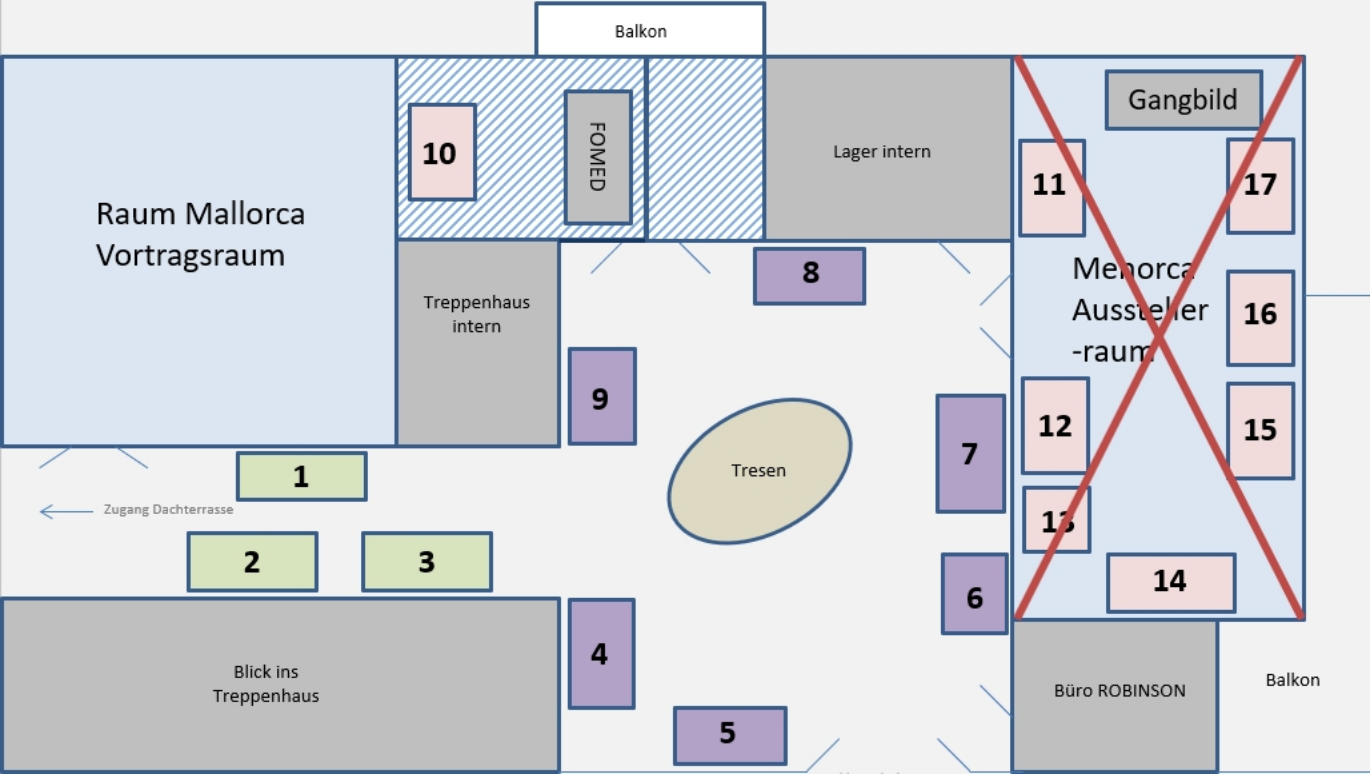 Balkon
Raum Mallorca
Vortragsraum
10
FOMED
Lager intern
Gangbild
11
17
Menorca
Aussteller
-raum
16
12
15
13
14
Treppenhaus
intern
8
9
7
Tresen
1
Zugang Dachterrasse
2
3
6
4
5
Blick ins
Treppenhaus
Büro ROBINSON
Balkon